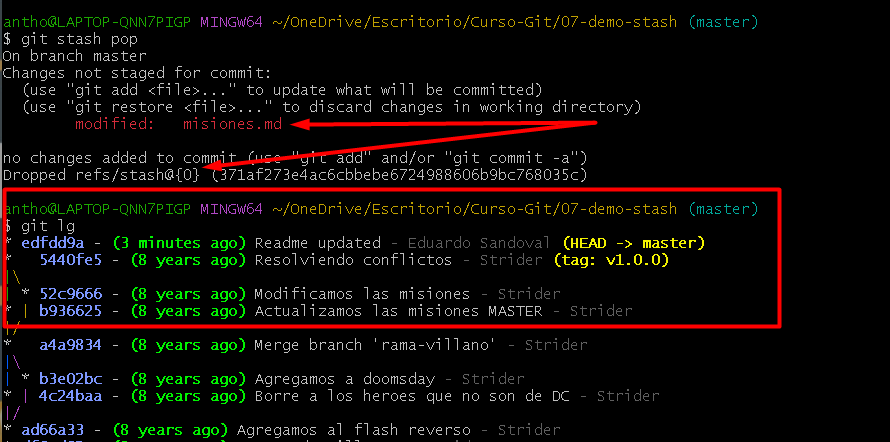 antho@LAPTOP-QNN7PIGP MINGW64 ~/OneDrive/Escritorio/Curso-Git/07-demo-stash (master)
$ git stash pop
On branch master
Changes not staged for commit:
  (use "git add <file>..." to update what will be committed)
  (use "git restore <file>..." to discard changes in working directory)
        modified:   misiones.md

no changes added to commit (use "git add" and/or "git commit -a")
Dropped refs/stash@{0} (371af273e4ac6cbbebe6724988606b9bc768035c)

antho@LAPTOP-QNN7PIGP MINGW64 ~/OneDrive/Escritorio/Curso-Git/07-demo-stash (master)
$ git lg
* edfdd9a - (3 minutes ago) Readme updated - Eduardo Sandoval (HEAD -> master)
*   5440fe5 - (8 years ago) Resolviendo conflictos - Strider (tag: v1.0.0)
|\
| * 52c9666 - (8 years ago) Modificamos las misiones - Strider
* | b936625 - (8 years ago) Actualizamos las misiones MASTER - Strider
|/
*   a4a9834 - (8 years ago) Merge branch 'rama-villano' - Strider
|\
| * b3e02bc - (8 years ago) Agregamos a doomsday - Strider
* | 4c24baa - (8 years ago) Borre a los heroes que no son de DC - Strider
|/
* ad66a33 - (8 years ago) Agregamos al flash reverso - Strider